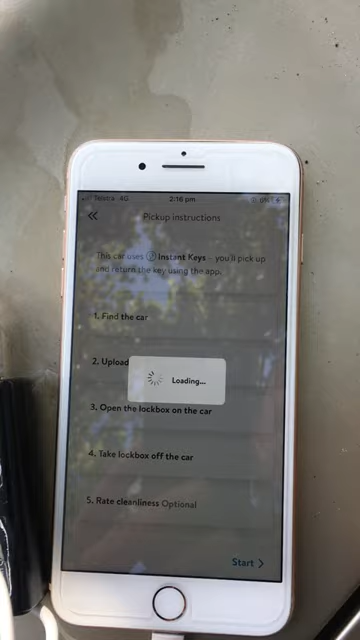 4G 2:16 pm
Pickup instructions
This car uses Instant Keys – you'll pick up
and return the key using the app.
1. Find the car
2. Upload
Loading...
3. Open the lockbox on the car
4. Take lockbox off the car
5. Rate cleanliness Optional
Start